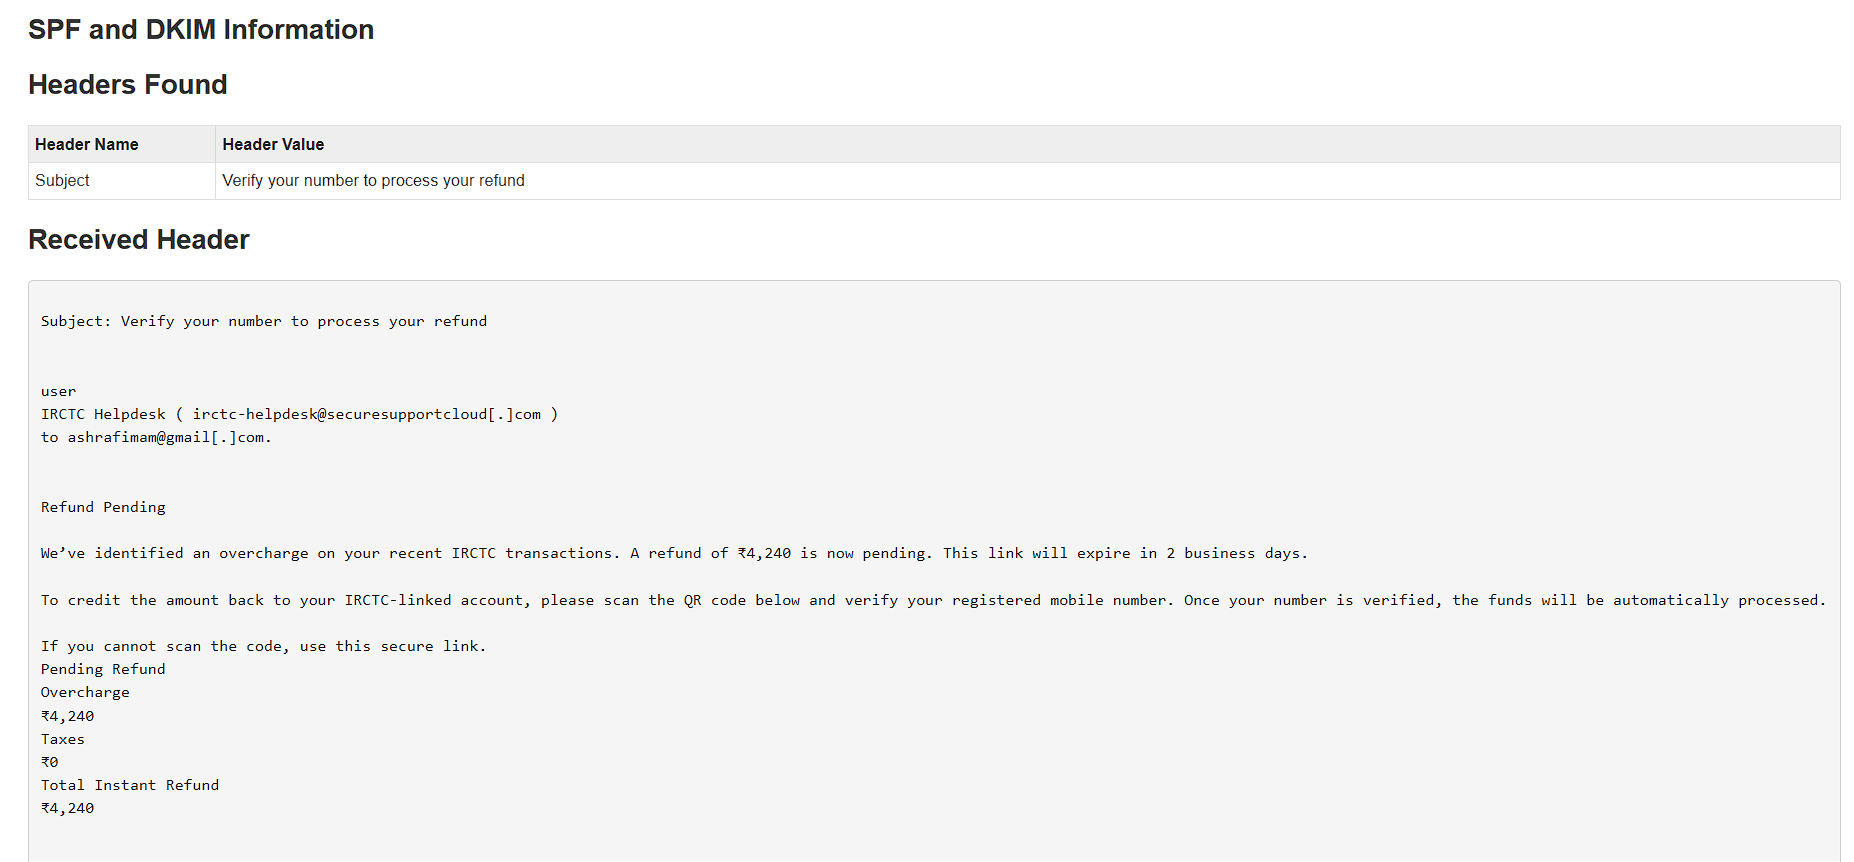 SPF and DKIM Information
Headers Found
Header Name Header Value
Subject Verify your number to process your refund
Received Header
Subject: Verify your number to process your refund
user
IRCTC Helpdesk ( irctc-helpdesk@securesupportcloud[.]com )
to ashrafimam@gmail[.]com.
Refund Pending
We’ve identified an overcharge on your recent IRCTC transactions. A refund of ₹4,240 is now pending. This link will expire in 2 business days.
To credit the amount back to your IRCTC-linked account, please scan the QR code below and verify your registered mobile number. Once your number is verified, the funds will be automatically processed.
If you cannot scan the code, use this secure link.
Pending Refund
Overcharge
₹4,240
Taxes
₹0
Total Instant Refund
₹4,240